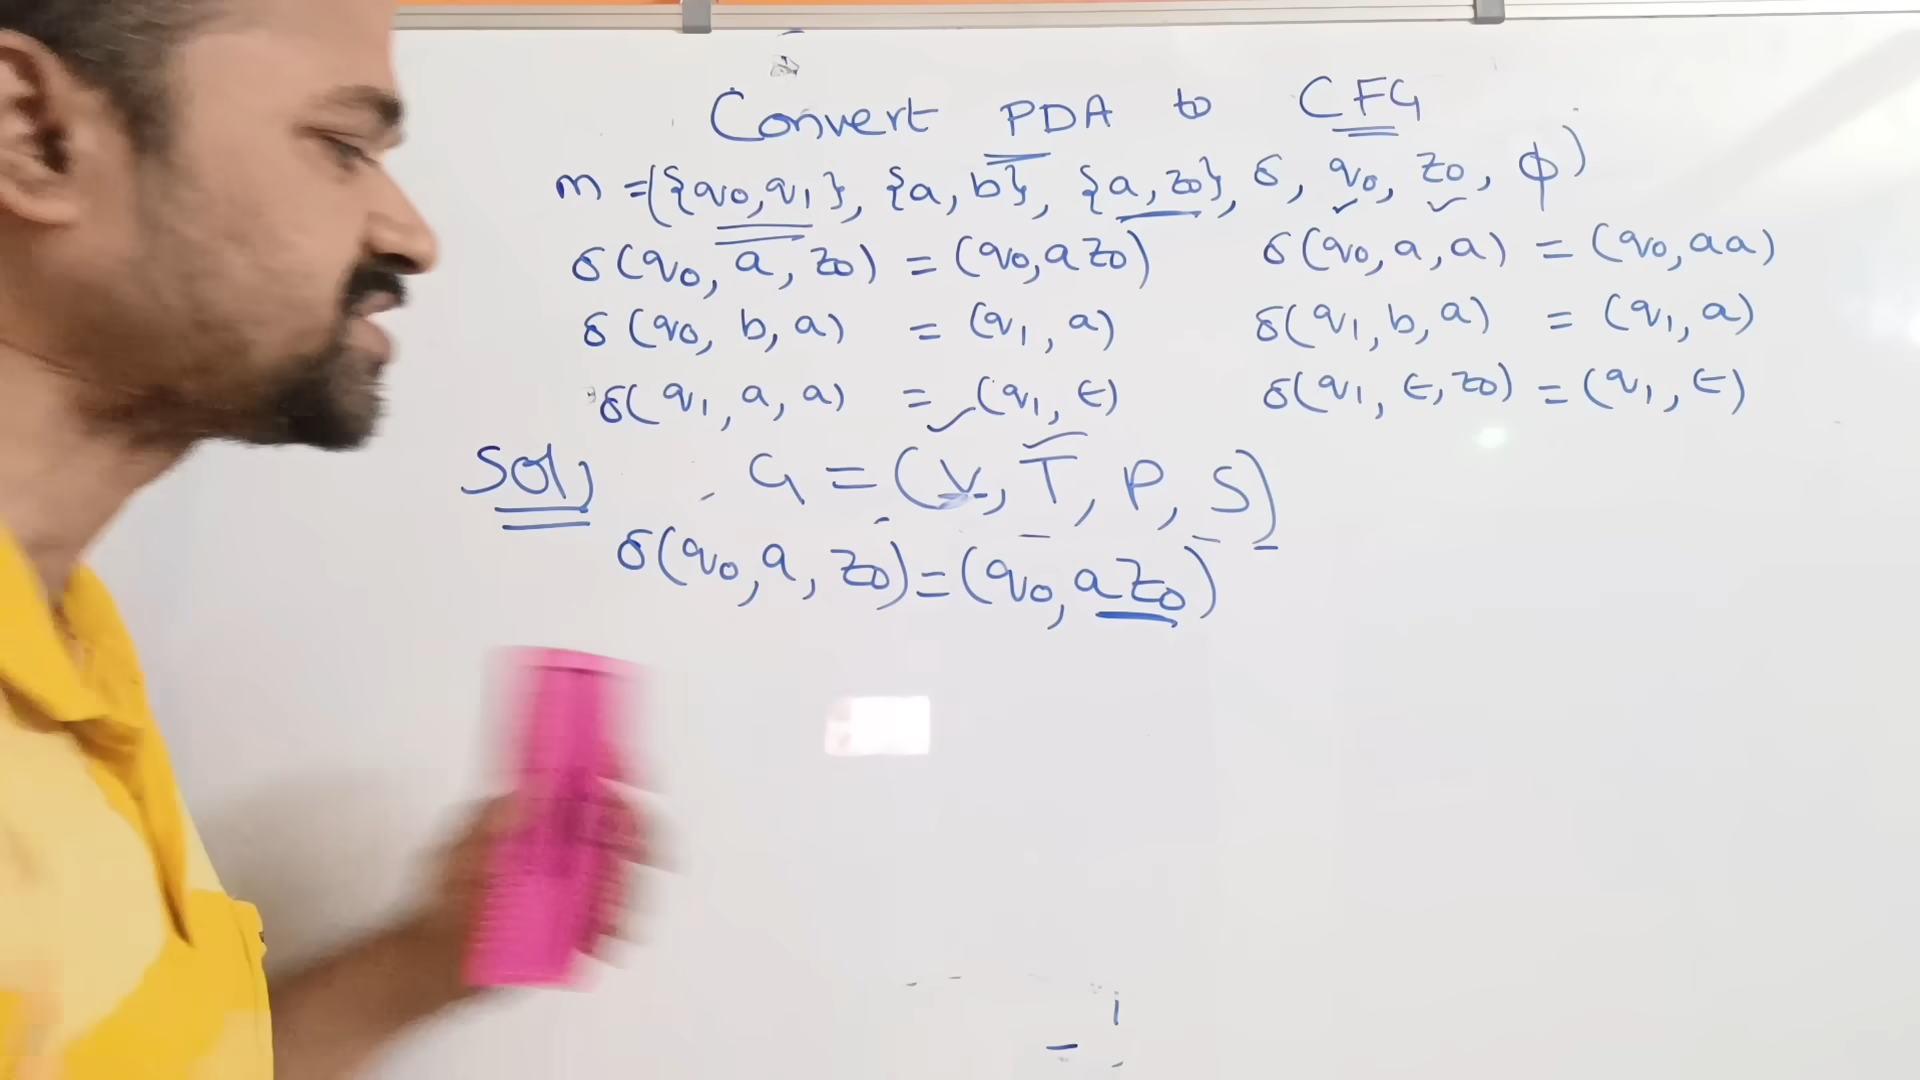 Convert PDA to CFG
m = ({q0,q1}, {a,b}, {a,z0}, δ, q0, z0, ϕ)
δ(q0, a, z0) = (q0, az0) δ(q0,a,a) = (q0,aa)
δ(q0, b, a) = (q1, a) δ(q1, b, a) = (q1, a)
δ(q1, a, a) = (q1, ϵ) δ(q1, ϵ, z0) = (q1, ϵ)
Sol) G = (V, T, P, S)
δ(q0, a, z0) = (q0, az0)